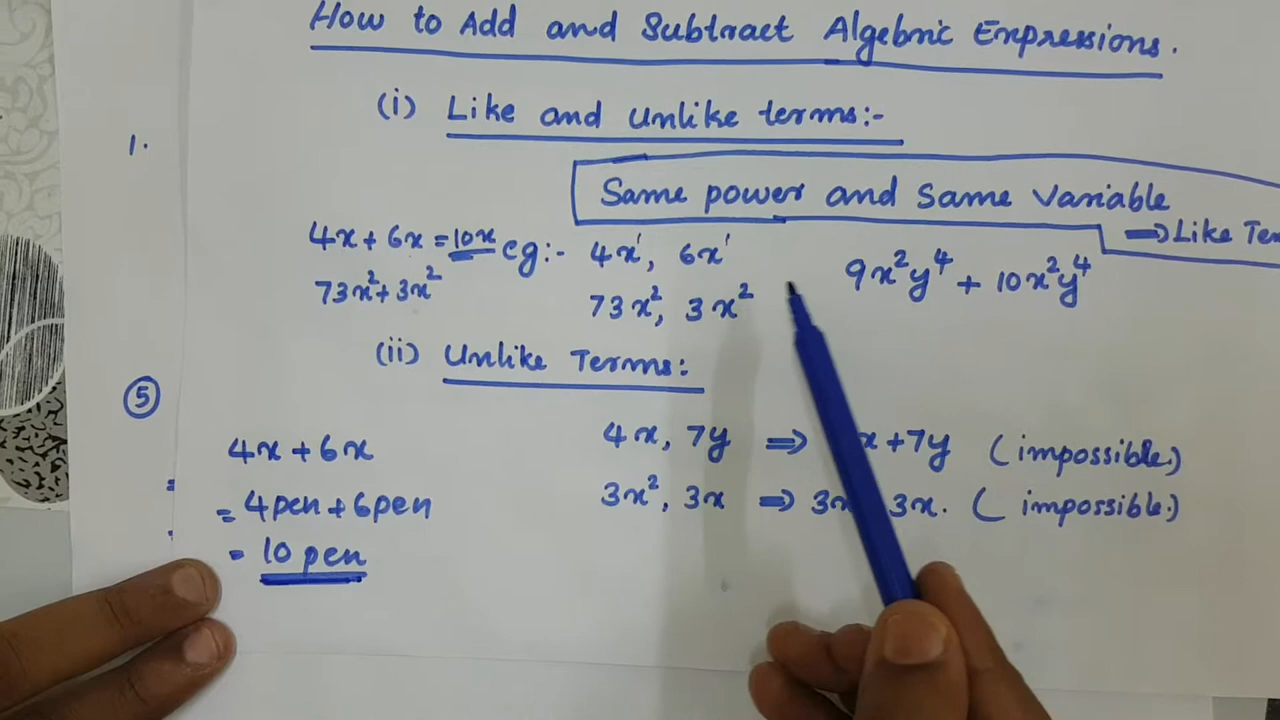 How to Add and Subtract Algebric Expressions.
(i) Like and Unlike terms:-
1.
Same power and Same Variable
⇒ Like Te
4x + 6x = 10x eg:- 4x¹, 6x¹ 9x²y⁴ + 10x²y⁴
73x² + 3x² 73x², 3x²
(ii) Unlike Terms:
⑤
4x, 7y ⇒ x + 7y (impossible.)
4x + 6x
3x², 3x ⇒ 3x 3x. (impossible.)
= 4pen + 6pen
= 10 pen